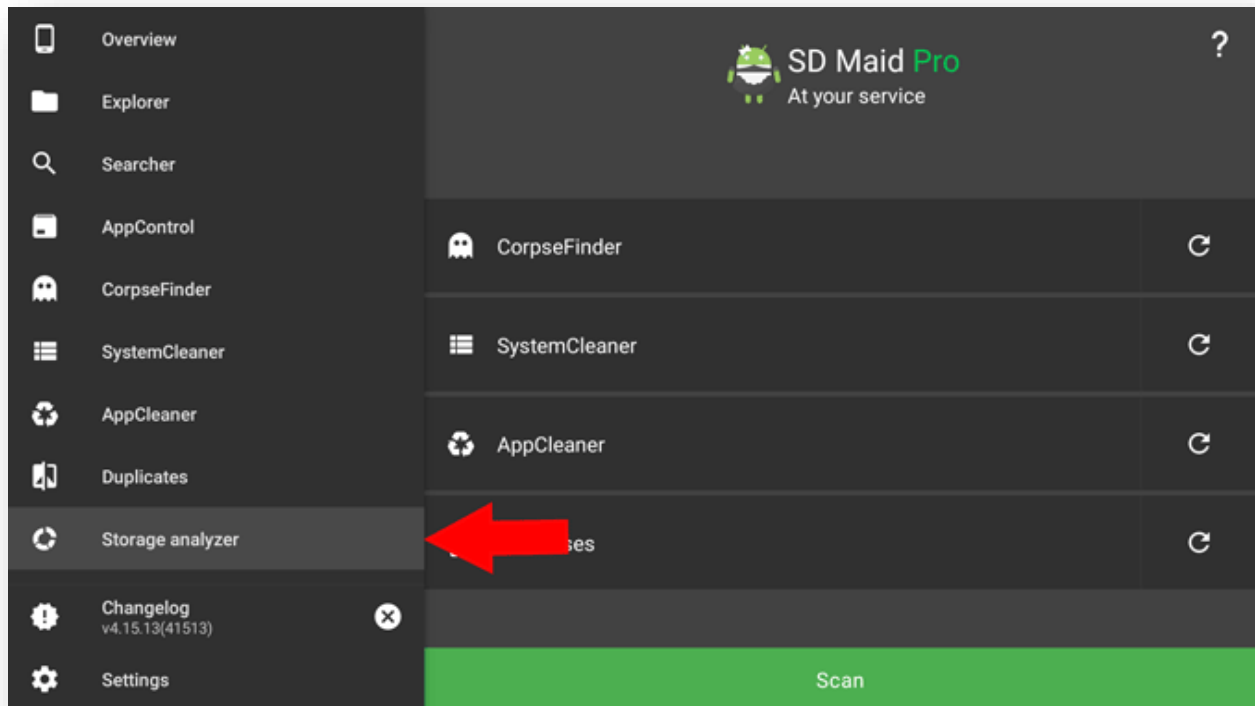 Overview
Explorer
Searcher
AppControl
CorpseFinder
SystemCleaner
AppCleaner
Duplicates
Storage analyzer
Changelog
v4.15.13(41513)
Settings
SD Maid Pro
At your service
?
CorpseFinder
SystemCleaner
AppCleaner
Scan